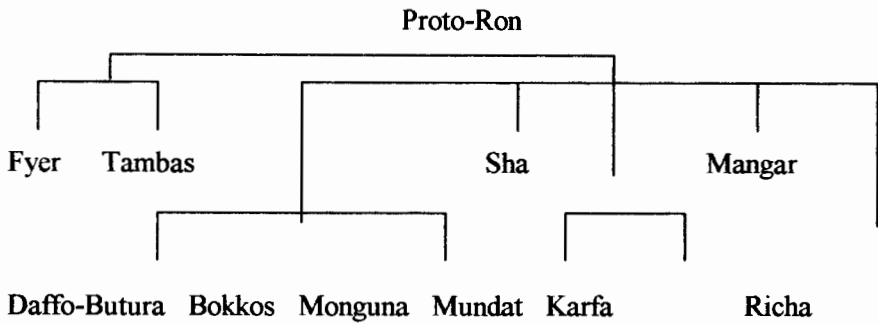 Proto-Ron
Fyer Tambas Sha Mangar
Daffo-Butura Bokkos Monguna Mundat Karfa Richa